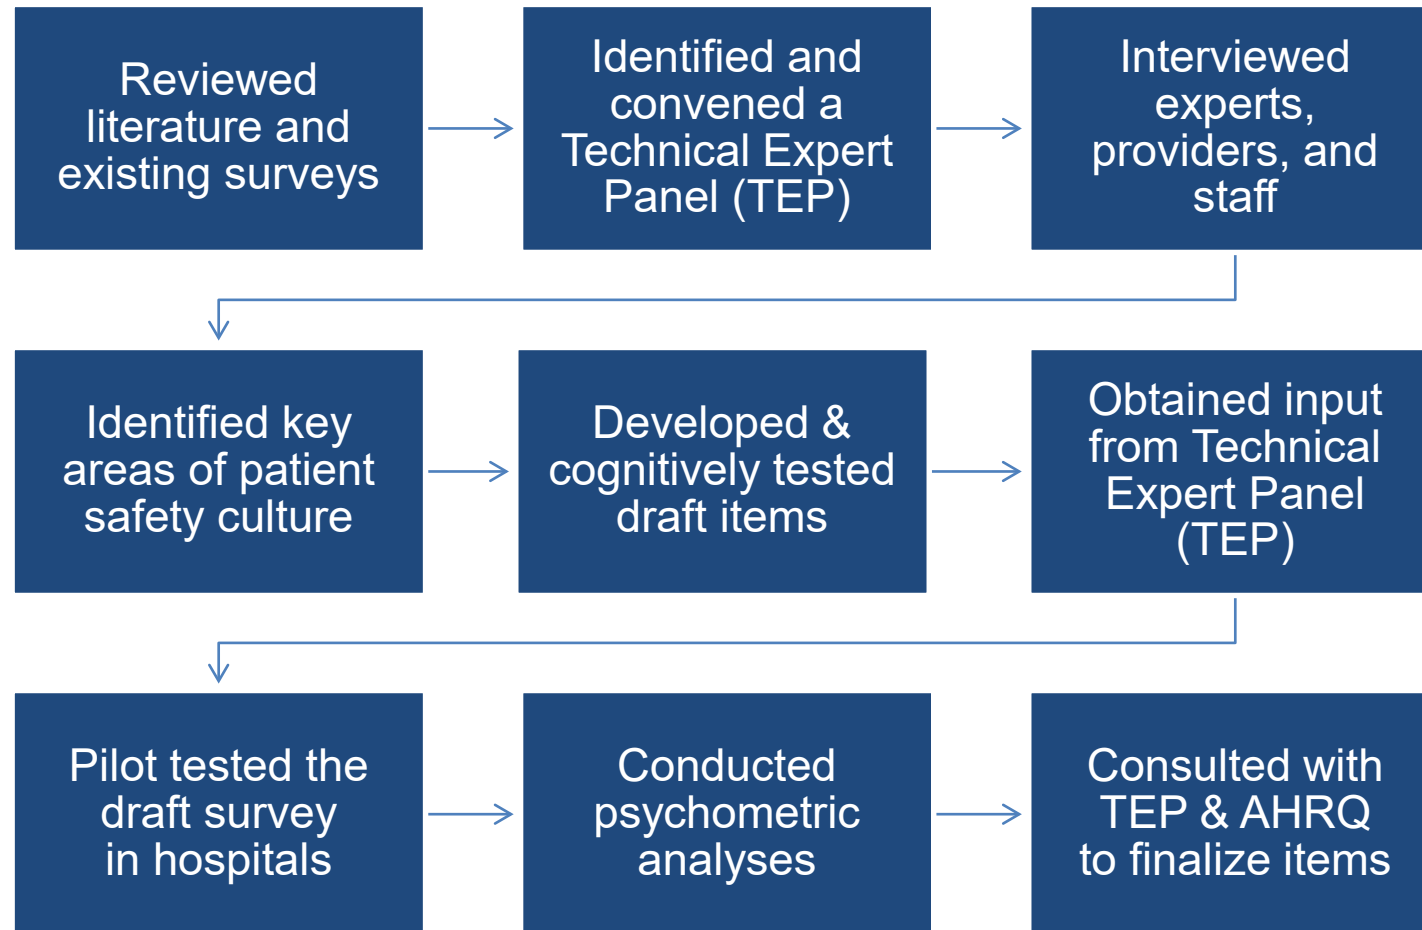 Reviewed
literature and
existing surveys
Identified and
convened a
Technical Expert
Panel (TEP)
Interviewed
experts,
providers, and
staff
Identified key
areas of patient
safety culture
Developed &
cognitively tested
draft items
Obtained input
from Technical
Expert Panel
(TEP)
Pilot tested the
draft survey
in hospitals
Conducted
psychometric
analyses
Consulted with
TEP & AHRQ
to finalize items